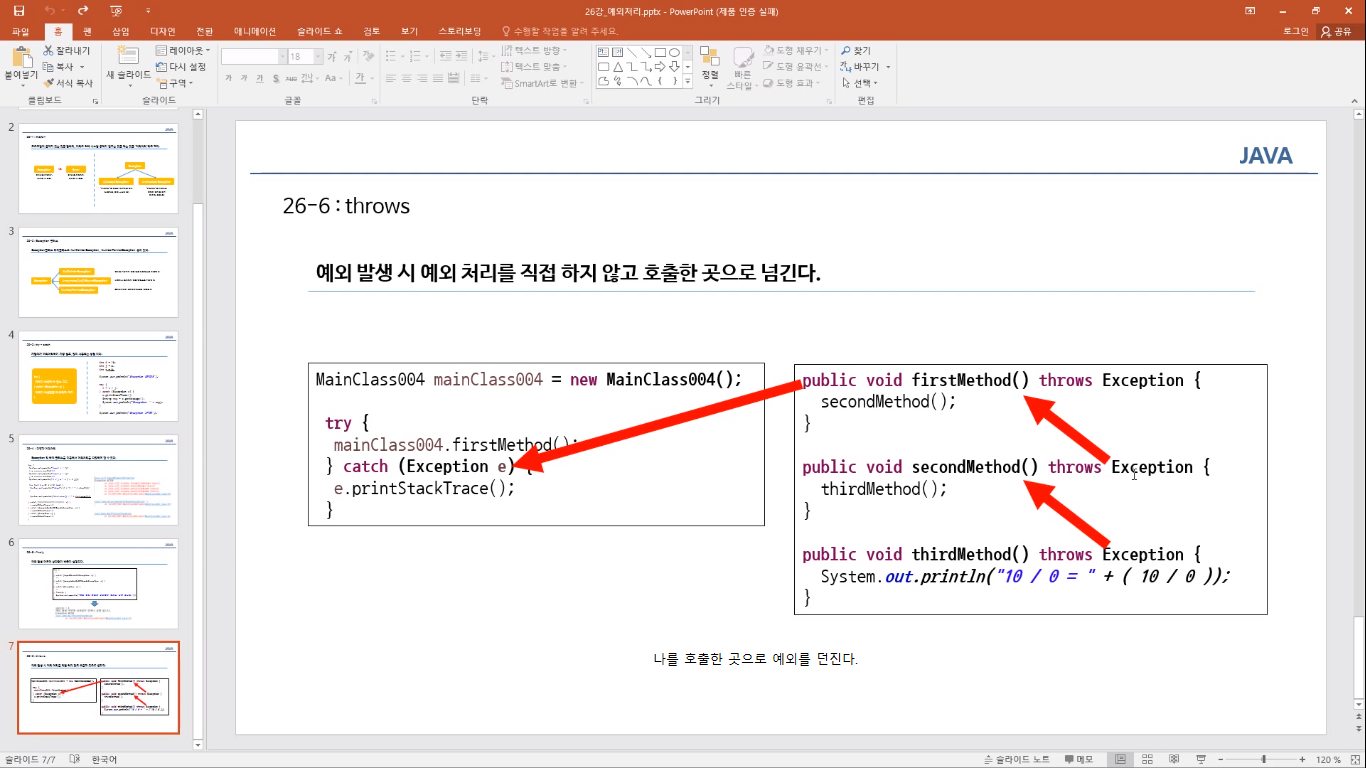 26강_예외처리.pptx - PowerPoint (제품 인증 실패)
파일 홈 펜 삽입 디자인 전환 애니메이션 슬라이드 쇼 검토 보기 스토리보딩 수행할 작업을 알려 주세요. 로그인 공유
붙여넣기 잘라내기 복사 서식 복사 클립보드
새 슬라이드 레이아웃 다시 설정 구역 슬라이드
18 가 가 가 가 가 S abc 간 Aa 가 글꼴
텍스트 방향 텍스트 맞춤 SmartArt로 변환 단락
정렬 빠른 스타일 도형 채우기 도형 윤곽선 도형 효과 그리기
찾기 바꾸기 선택 편집
2
3
4
5
6
7
JAVA
26-6 : throws
예외 발생 시 예외 처리를 직접 하지 않고 호출한 곳으로 넘긴다.
MainClass004 mainClass004 = new MainClass004();
try {
mainClass004.firstMethod();
} catch (Exception e) {
e.printStackTrace();
}
public void firstMethod() throws Exception {
secondMethod();
}
public void secondMethod() throws Exception {
thirdMethod();
}
public void thirdMethod() throws Exception {
System.out.println("10 / 0 = " + ( 10 / 0 ));
}
나를 호출한 곳으로 예외를 던진다.
슬라이드 7/7 한국어 슬라이드 노트 메모 120 %